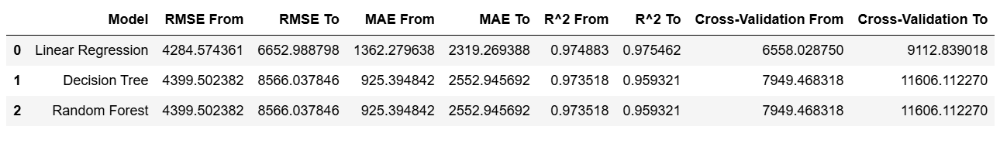 Model RMSE From RMSE To MAE From MAE To R^2 From R^2 To Cross-Validation From Cross-Validation To
0 Linear Regression 4284.574361 6652.988798 1362.279638 2319.269388 0.974883 0.975462 6558.028750 9112.839018
1 Decision Tree 4399.502382 8566.037846 925.394842 2552.945692 0.973518 0.959321 7949.468318 11606.112270
2 Random Forest 4399.502382 8566.037846 925.394842 2552.945692 0.973518 0.959321 7949.468318 11606.112270